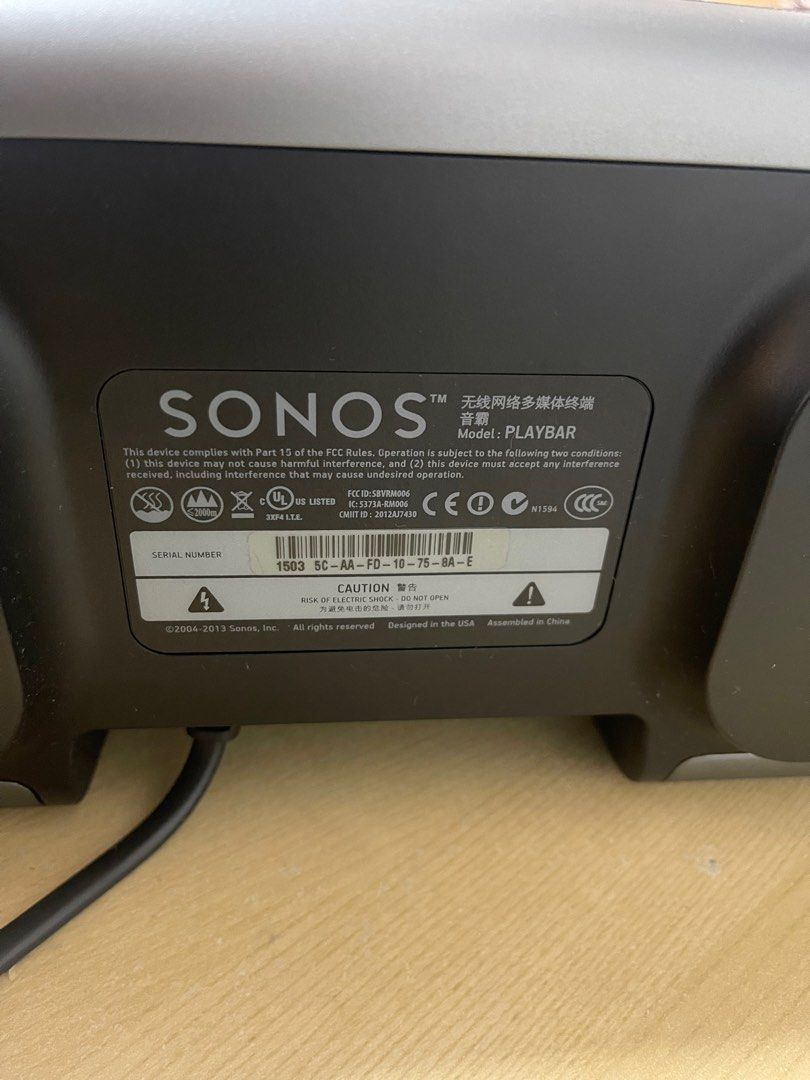 SONOS™
无线网络多媒体终端
音霸
Model: PLAYBAR
This device complies with Part 15 of the FCC Rules. Operation is subject to the following two conditions:
(1) this device may not cause harmful interference, and (2) this device must accept any interference
received, including interference that may cause undesired operation.
≤2000m
c UL US LISTED
3XF4 I.T.E.
FCC ID: SBVRM006
IC: 5373A-RM006
CMIIT ID: 2012AJ7430
CE
N1594
CCC S&E
SERIAL NUMBER
1503 5C-AA-FD-10-75-8A-E
CAUTION 警告
RISK OF ELECTRIC SHOCK - DO NOT OPEN
为避免电击的危险，请勿打开
©2004-2013 Sonos, Inc. All rights reserved Designed in the USA Assembled in China